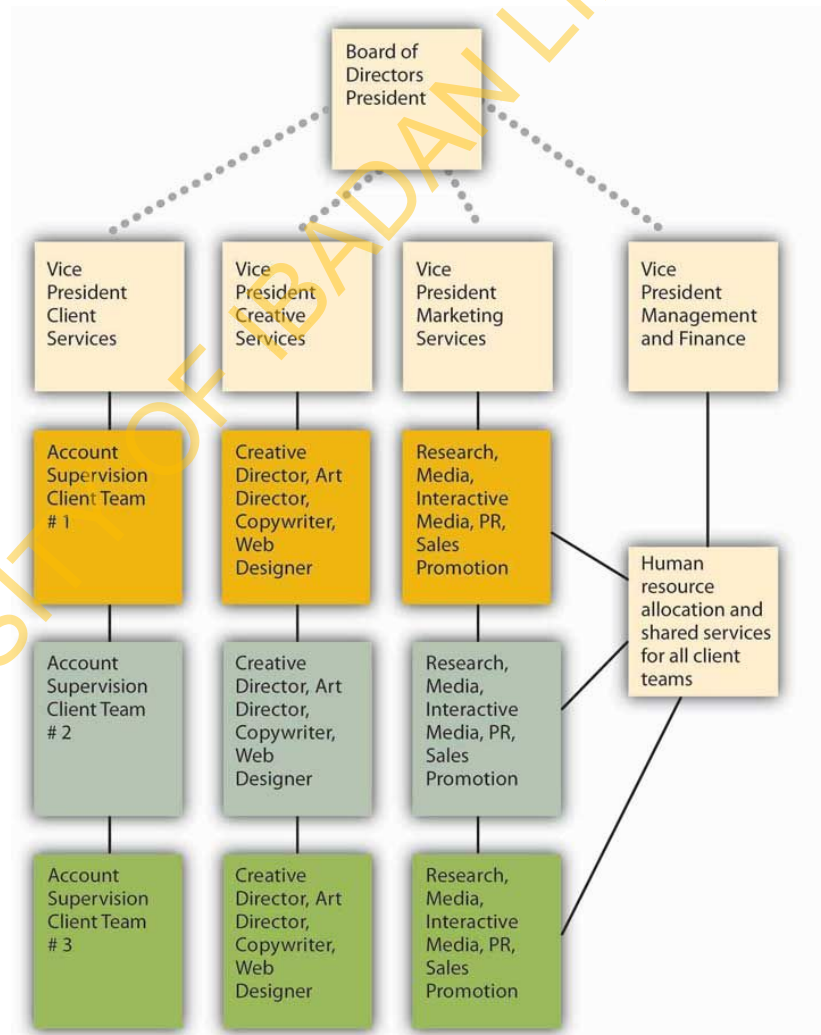 Board of
Directors
President
Vice
President
Client
Services
Vice
President
Creative
Services
Vice
President
Marketing
Services
Vice
President
Management
and Finance
Account
Supervision
Client Team
# 1
Creative
Director, Art
Director,
Copywriter,
Web
Designer
Research,
Media,
Interactive
Media, PR,
Sales
Promotion
Human
resource
allocation and
shared services
for all client
teams
Account
Supervision
Client Team
# 2
Creative
Director, Art
Director,
Copywriter,
Web
Designer
Research,
Media,
Interactive
Media, PR,
Sales
Promotion
Account
Supervision
Client Team
# 3
Creative
Director, Art
Director,
Copywriter,
Web
Designer
Research,
Media,
Interactive
Media, PR,
Sales
Promotion
SITY OF IBADAN LI